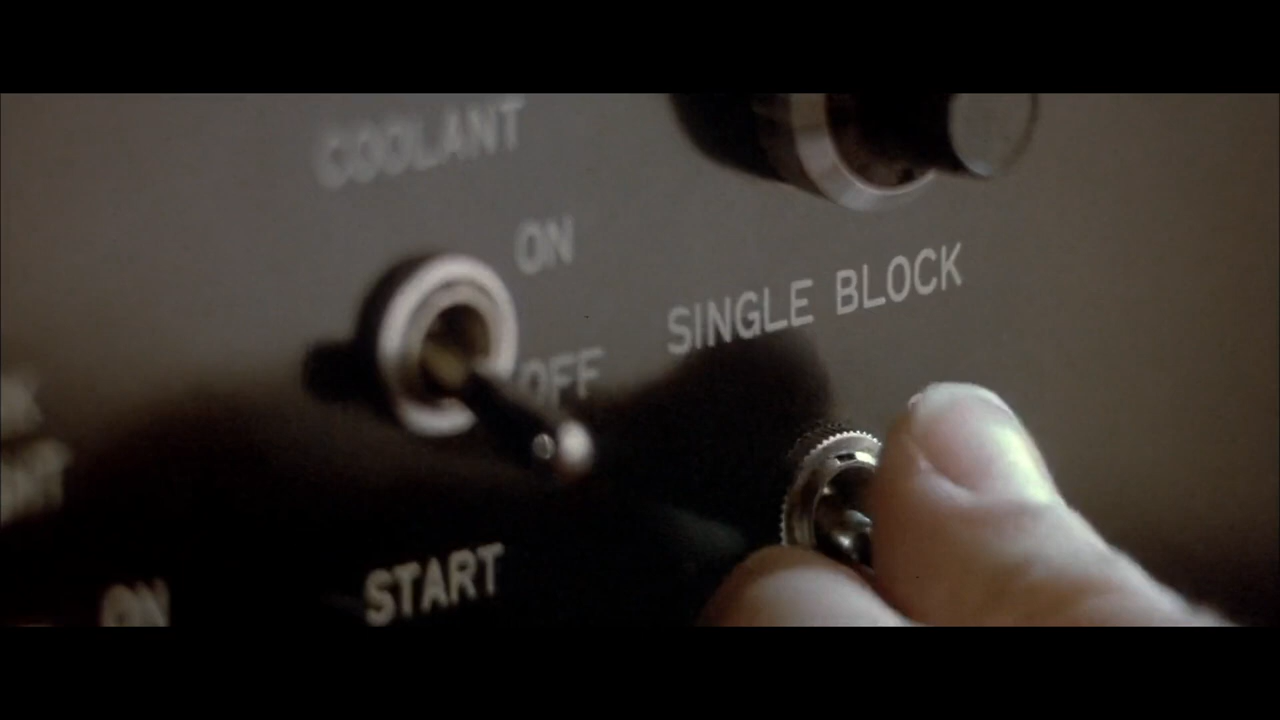 COOLANT
ON
OFF
SINGLE BLOCK
START
ON